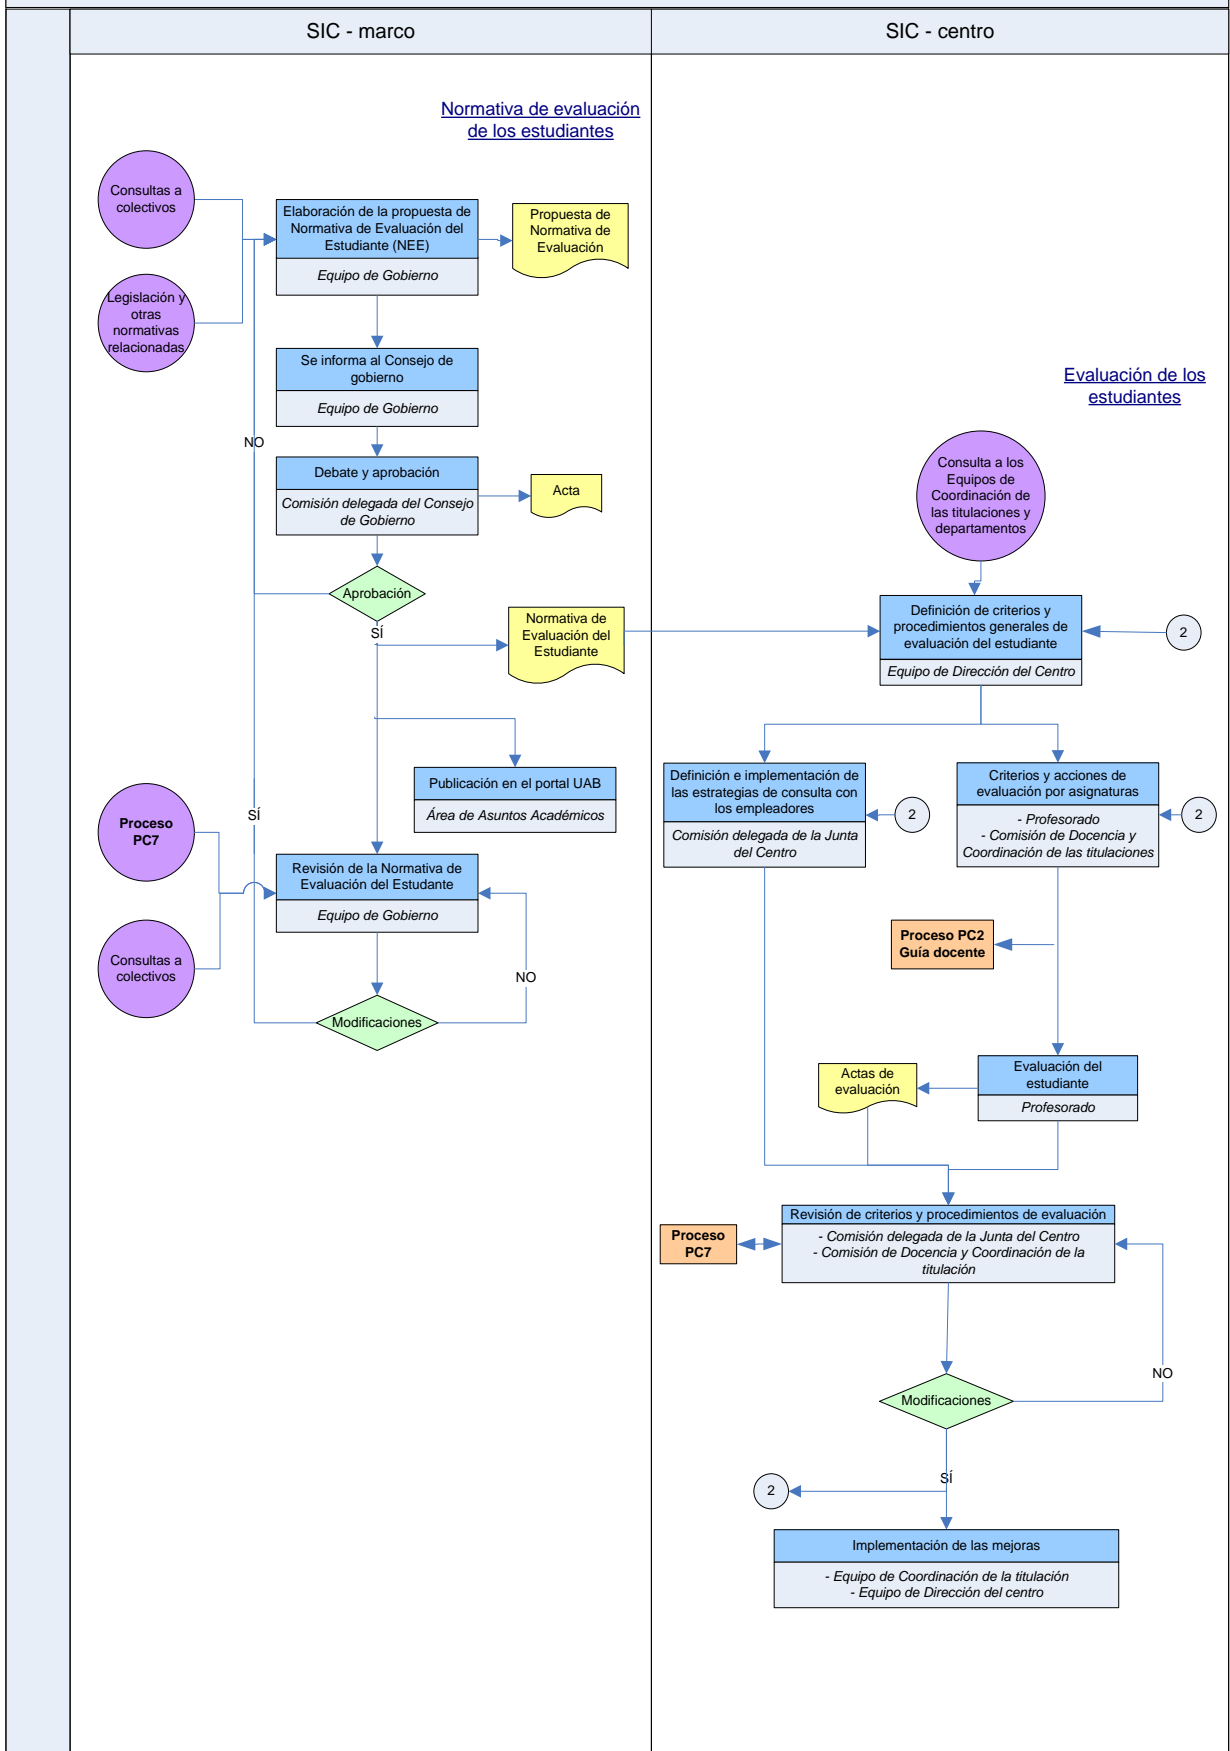 SIC - marco
SIC - centro
Normativa de evaluación
de los estudiantes
Consultas a
colectivos
Elaboración de la propuesta de
Normativa de Evaluación del
Estudiante (NEE)
Equipo de Gobierno
Propuesta de
Normativa de
Evaluación
Legislación y
otras
normativas
relacionadas
Se informa al Consejo de
gobierno
Equipo de Gobierno
NO
Debate y aprobación
Comisión delegada del Consejo
de Gobierno
Acta
Aprobación
SÍ
Normativa de
Evaluación del
Estudiante
Publicación en el portal UAB
Área de Asuntos Académicos
Proceso
PC7
SÍ
Revisión de la Normativa de
Evaluación del Estudante
Equipo de Gobierno
Consultas a
colectivos
NO
Modificaciones
Evaluación de los
estudiantes
Consulta a los
Equipos de
Coordinación de
las titulaciones y
departamentos
Definición de criterios y
procedimientos generales de
evaluación del estudiante
Equipo de Dirección del Centro
2
Definición e implementación de
las estrategias de consulta con
los empleadores
Comisión delegada de la Junta
del Centro
2
Criterios y acciones de
evaluación por asignaturas
- Profesorado
- Comisión de Docencia y
Coordinación de las titulaciones
2
Proceso PC2
Guía docente
Actas de
evaluación
Evaluación del
estudiante
Profesorado
Revisión de criterios y procedimientos de evaluación
- Comisión delegada de la Junta del Centro
- Comisión de Docencia y Coordinación de la
titulación
Proceso
PC7
NO
Modificaciones
SÍ
2
Implementación de las mejoras
- Equipo de Coordinación de la titulación
- Equipo de Dirección del centro